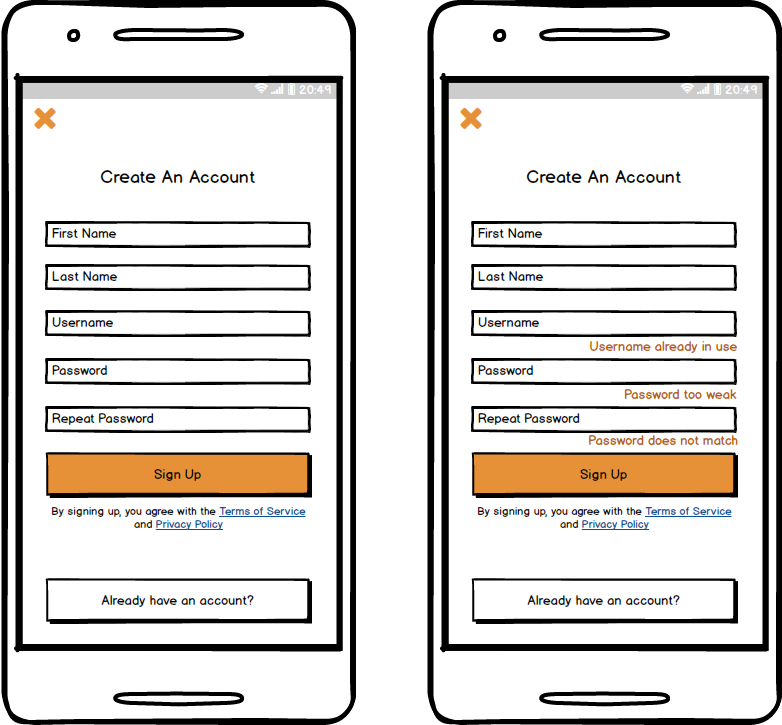 20:49
Create An Account
First Name
Last Name
Username
Password
Repeat Password
Sign Up
By signing up, you agree with the Terms of Service
and Privacy Policy
Already have an account?
20:49
Create An Account
First Name
Last Name
Username
Username already in use
Password
Password too weak
Repeat Password
Password does not match
Sign Up
By signing up, you agree with the Terms of Service
and Privacy Policy
Already have an account?